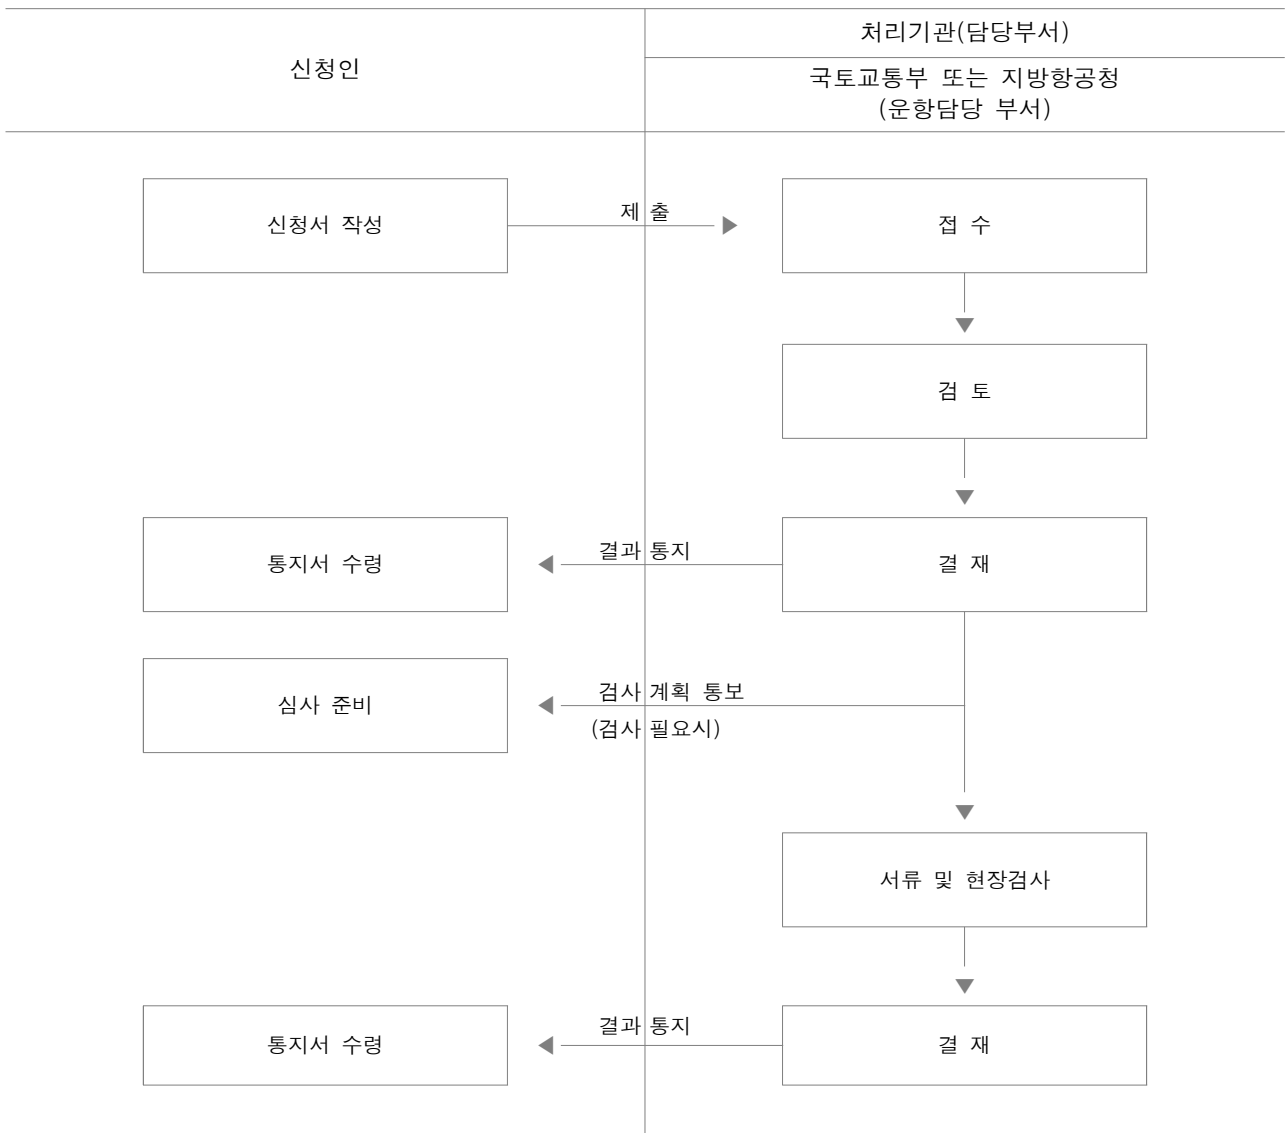 신청인
처리기관(담당부서)
국토교통부 또는 지방항공청
(운항담당 부서)
신청서 작성
제 출
접 수
검 토
통지서 수령
결과 통지
결 재
심사 준비
검사 계획 통보
(검사 필요시)
서류 및 현장검사
통지서 수령
결과 통지
결 재